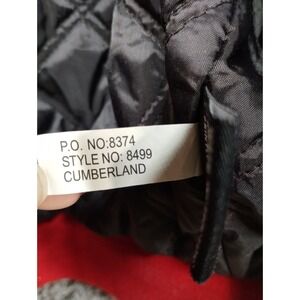 P.O. NO:8374
STYLE NO: 8499
CUMBERLAND